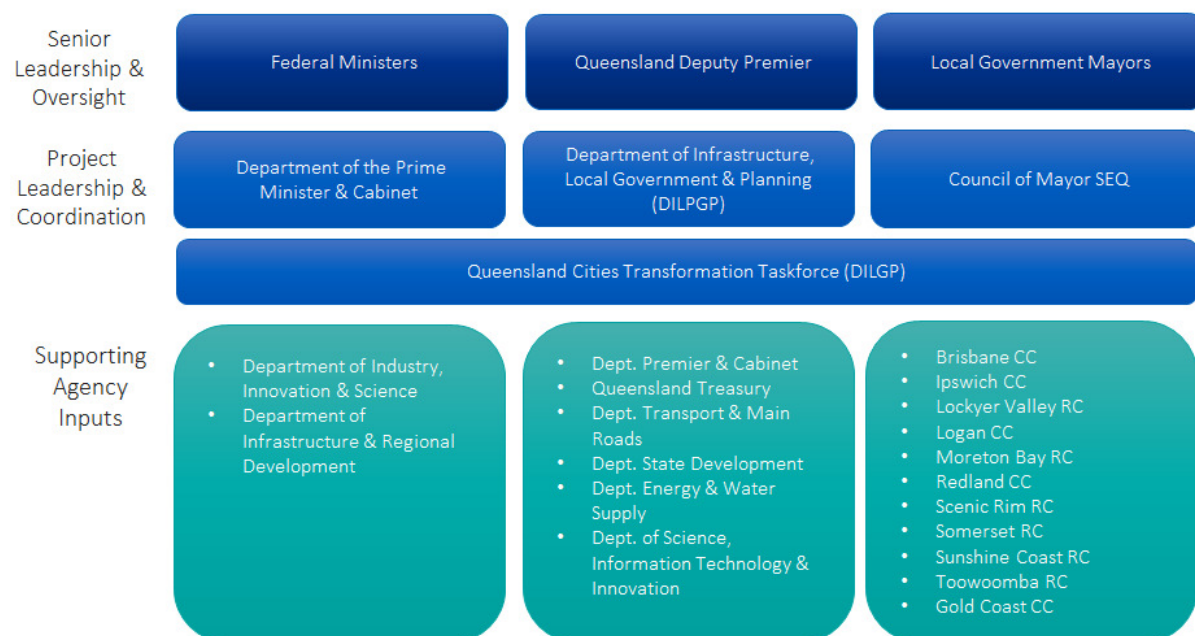 Senior
Leadership &
Oversight
Federal Ministers
Queensland Deputy Premier
Local Government Mayors
Project
Leadership &
Coordination
Department of the Prime
Minister & Cabinet
Department of Infrastructure,
Local Government & Planning
(DILPGP)
Council of Mayor SEQ
Queensland Cities Transformation Taskforce (DILGP)
Supporting
Agency
Inputs
• Department of Industry,
Innovation & Science
• Department of
Infrastructure & Regional
Development
• Dept. Premier & Cabinet
• Queensland Treasury
• Dept. Transport & Main
Roads
• Dept. State Development
• Dept. Energy & Water
Supply
• Dept. of Science,
Information Technology &
Innovation
• Brisbane CC
• Ipswich CC
• Lockyer Valley RC
• Logan CC
• Moreton Bay RC
• Redland CC
• Scenic Rim RC
• Somerset RC
• Sunshine Coast RC
• Toowoomba RC
• Gold Coast CC